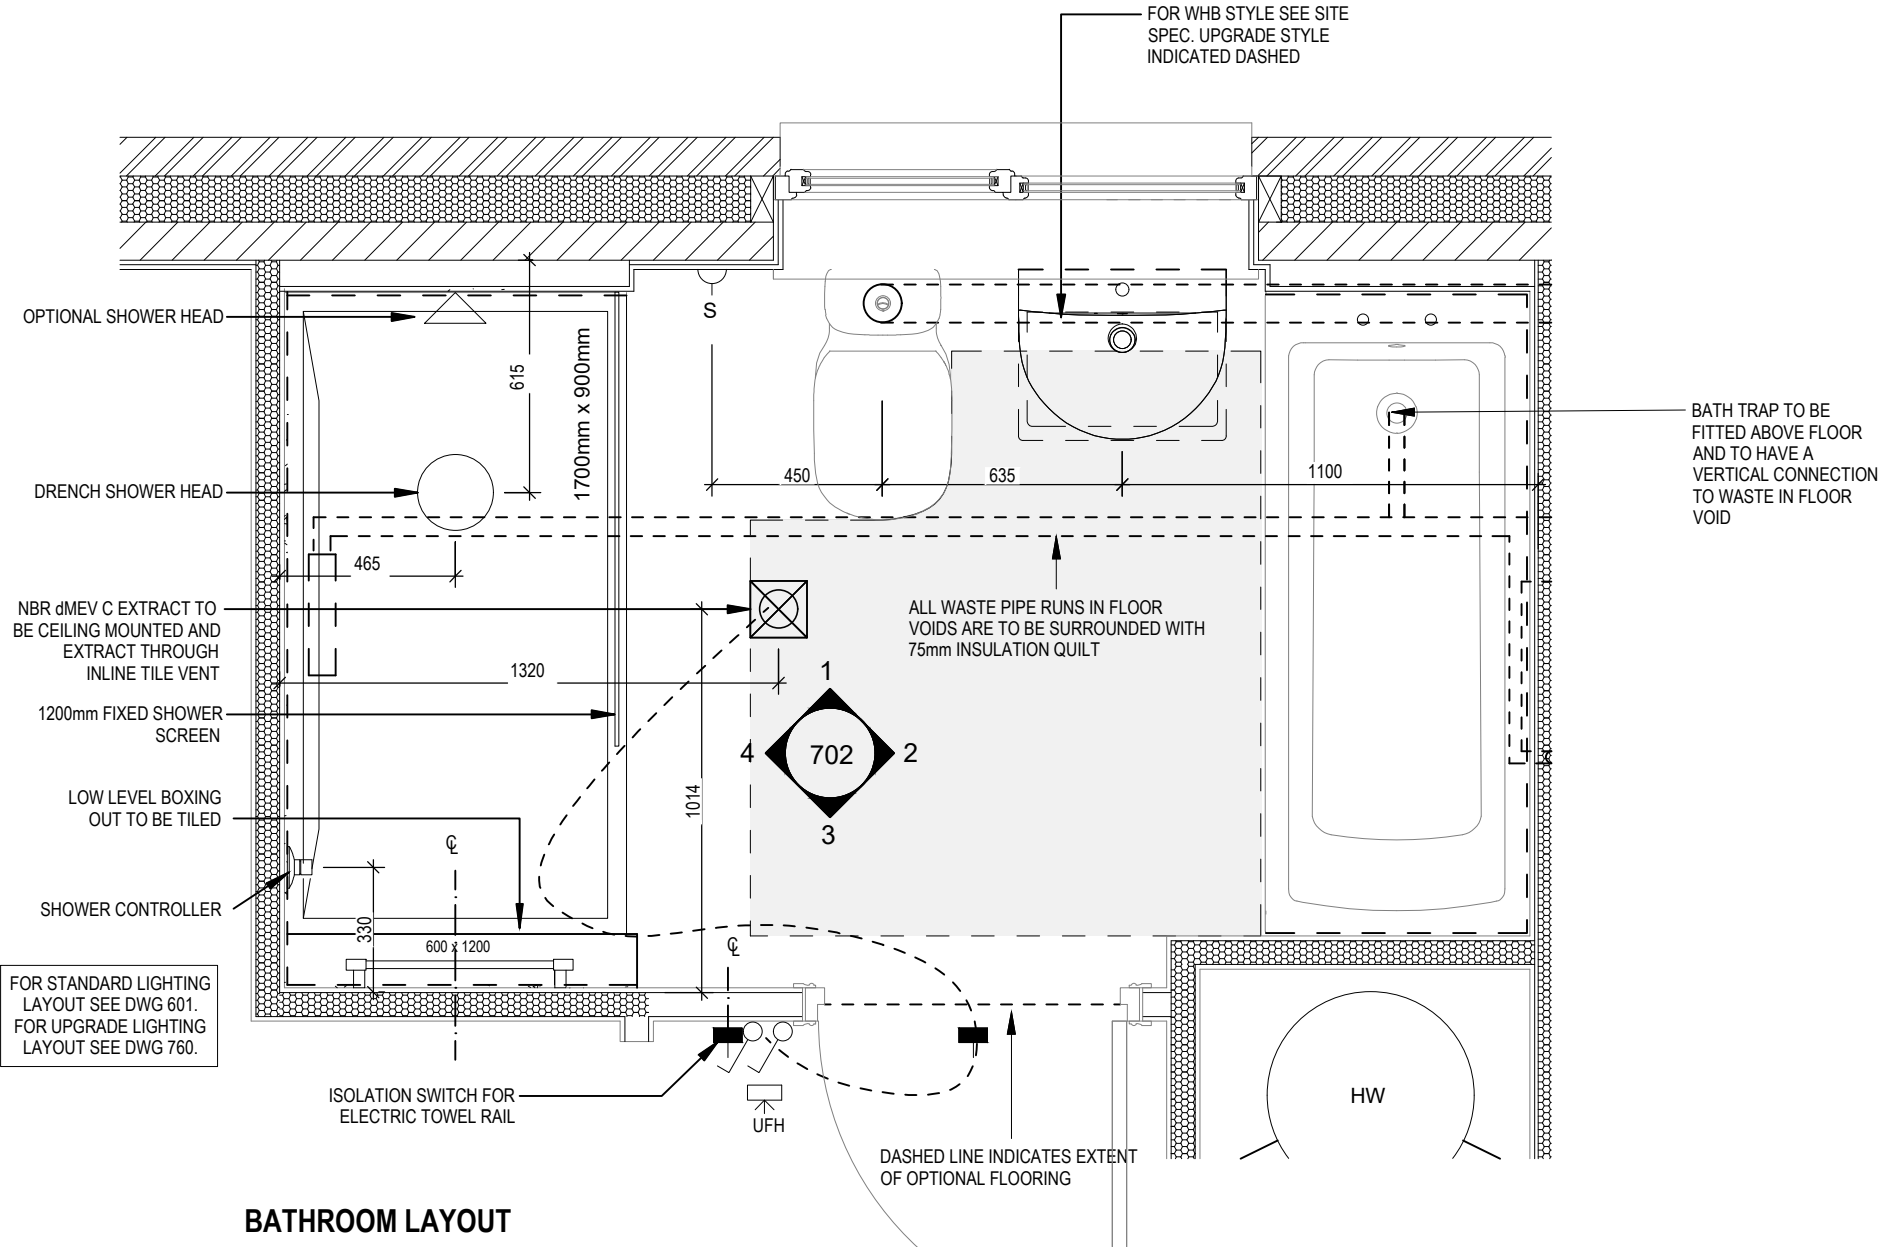 FOR WHB STYLE SEE SITE
SPEC. UPGRADE STYLE
INDICATED DASHED
OPTIONAL SHOWER HEAD
S
615
1700mm x 900mm
DRENCH SHOWER HEAD
450
635
1100
BATH TRAP TO BE
FITTED ABOVE FLOOR
AND TO HAVE A
VERTICAL CONNECTION
TO WASTE IN FLOOR
VOID
465
NBR dMEV C EXTRACT TO
BE CEILING MOUNTED AND
EXTRACT THROUGH
INLINE TILE VENT
ALL WASTE PIPE RUNS IN FLOOR
VOIDS ARE TO BE SURROUNDED WITH
75mm INSULATION QUILT
1320
1200mm FIXED SHOWER
SCREEN
1
4
702
2
3
1014
LOW LEVEL BOXING
OUT TO BE TILED
℄
SHOWER CONTROLLER
330
600 x 1200
℄
FOR STANDARD LIGHTING
LAYOUT SEE DWG 601.
FOR UPGRADE LIGHTING
LAYOUT SEE DWG 760.
ISOLATION SWITCH FOR
ELECTRIC TOWEL RAIL
UFH
HW
DASHED LINE INDICATES EXTENT
OF OPTIONAL FLOORING
BATHROOM LAYOUT